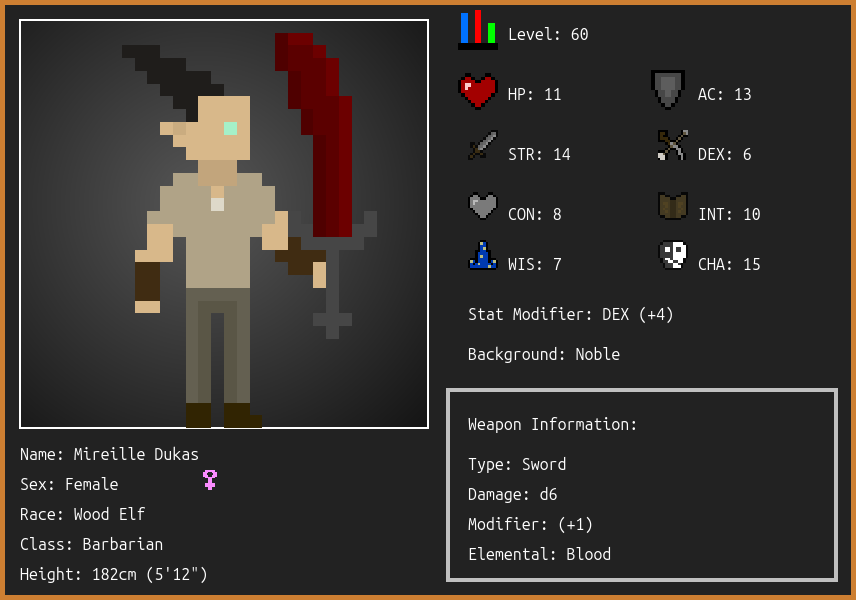 Level: 60
HP: 11
AC: 13
STR: 14
DEX: 6
CON: 8
INT: 10
WIS: 7
CHA: 15
Stat Modifier: DEX (+4)
Background: Noble
Weapon Information:
Type: Sword
Damage: d6
Modifier: (+1)
Elemental: Blood
Name: Mireille Dukas
Sex: Female
Race: Wood Elf
Class: Barbarian
Height: 182cm (5'12")